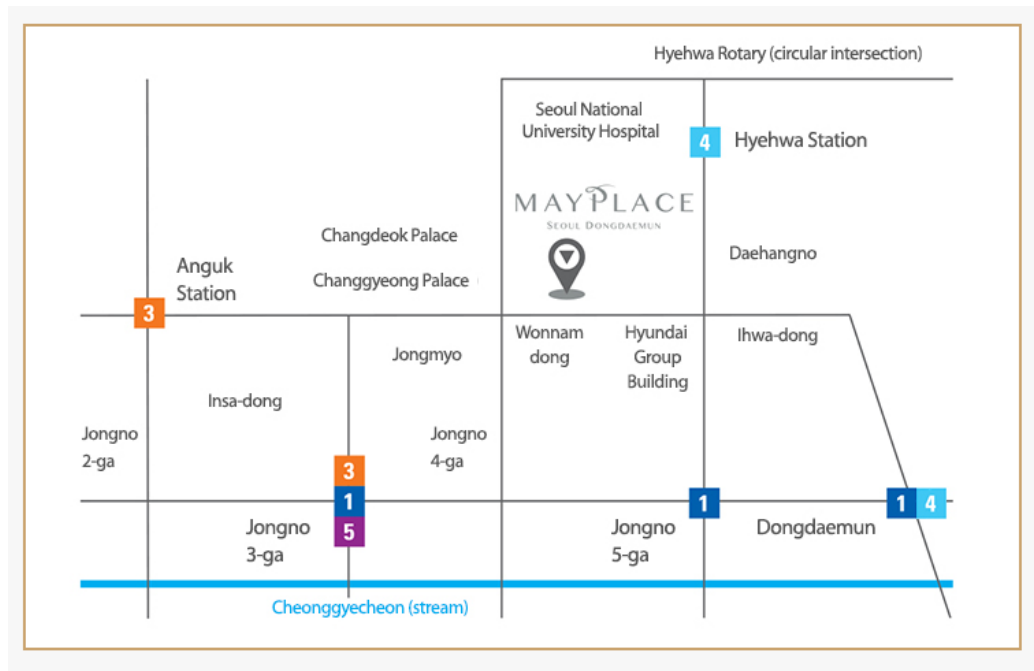 Hyehwa Rotary (circular intersection)
Seoul National
University Hospital
4
Hyehwa Station
MAYPLACE
SEOUL DONGDAEMUN
Changdeok Palace
Daehangno
Anguk
Station
Changgyeong Palace
3
Wonnam
dong
Hyundai
Group
Building
Ihwa-dong
Jongmyo
Insa-dong
Jongno
2-ga
Jongno
4-ga
3
1
5
1
1
4
Jongno
3-ga
Jongno
5-ga
Dongdaemun
Cheonggyecheon (stream)